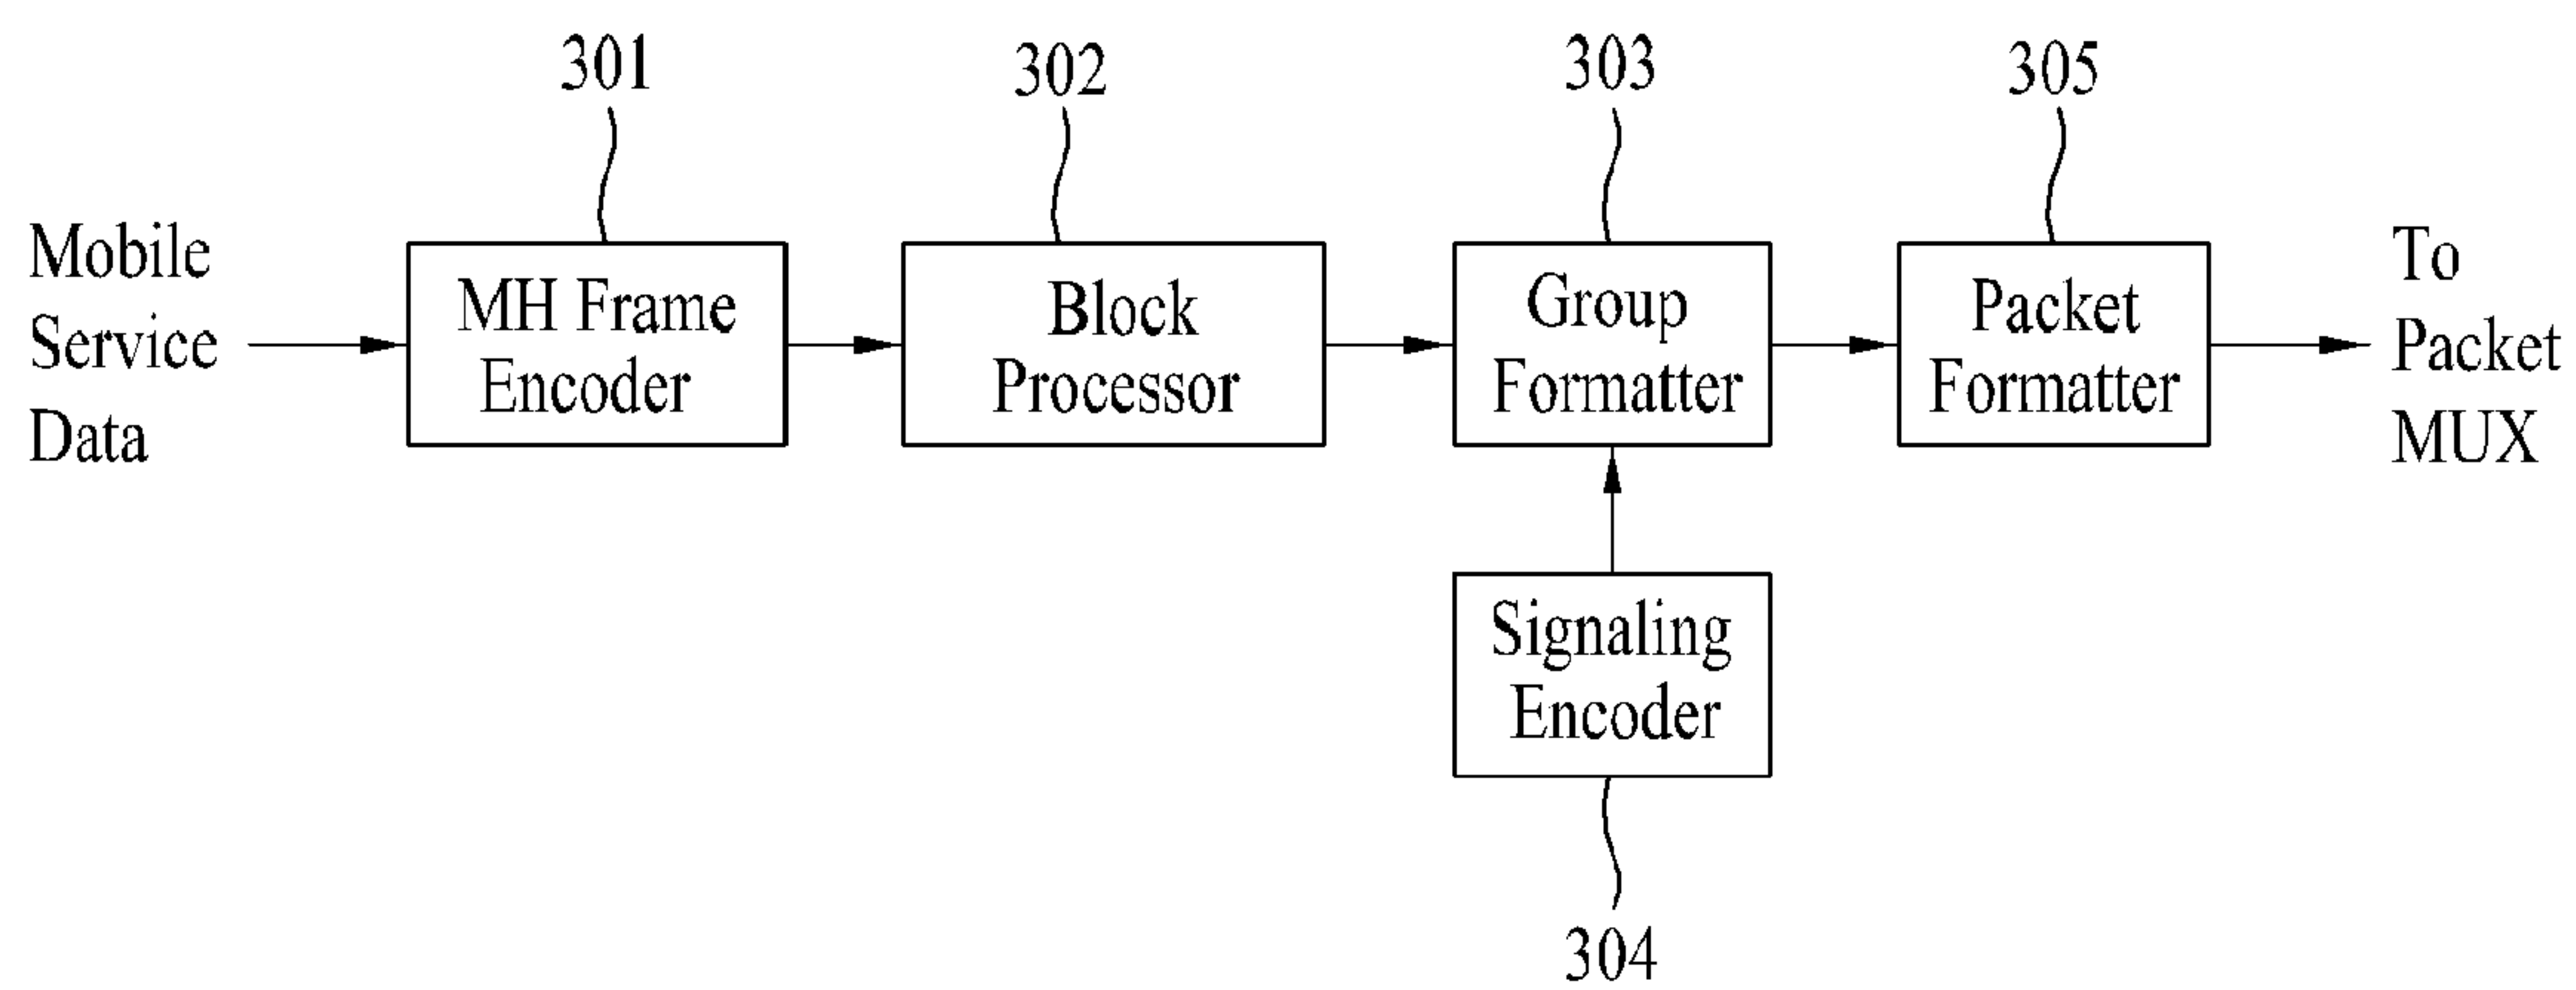 301
302
303
305
Mobile
Service
Data
MH Frame
Encoder
Block
Processor
Group
Formatter
Packet
Formatter
To
Packet
MUX
Signaling
Encoder
304